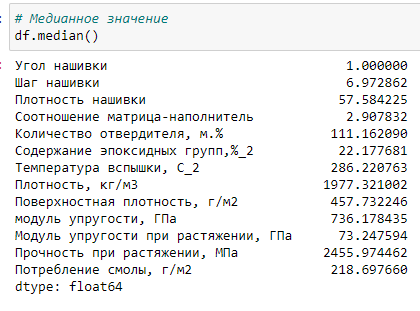 # Медианное значение
df.median()
Угол нашивки 1.000000
Шаг нашивки 6.972862
Плотность нашивки 57.584225
Соотношение матрица-наполнитель 2.907832
Количество отвердителя, м.% 111.162090
Содержание эпоксидных групп,%_2 22.177681
Температура вспышки, С_2 286.220763
Плотность, кг/м3 1977.321002
Поверхностная плотность, г/м2 457.732246
модуль упругости, ГПа 736.178435
Модуль упругости при растяжении, ГПа 73.247594
Прочность при растяжении, МПа 2455.974462
Потребление смолы, г/м2 218.697660
dtype: float64